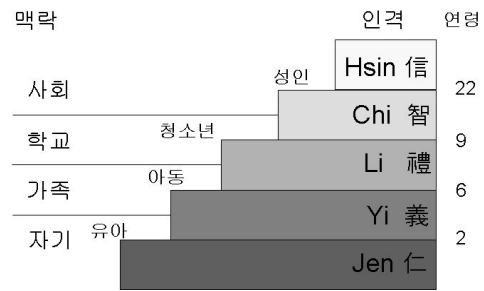 맥락 인격 연령
성인 Hsin 信
사회 22
청소년 Chi 智
학교 9
아동 Li 禮
가족 6
유아 Yi 義
자기 2
Jen 仁